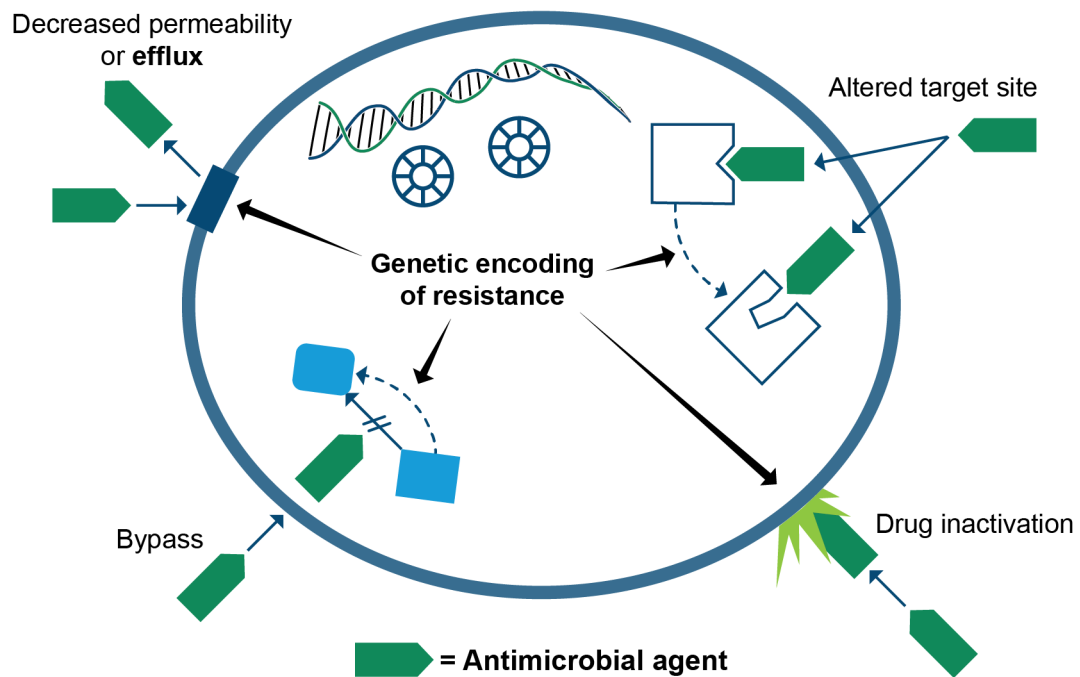 Decreased permeability
or efflux
Altered target site
Genetic encoding
of resistance
Bypass
Drug inactivation
= Antimicrobial agent